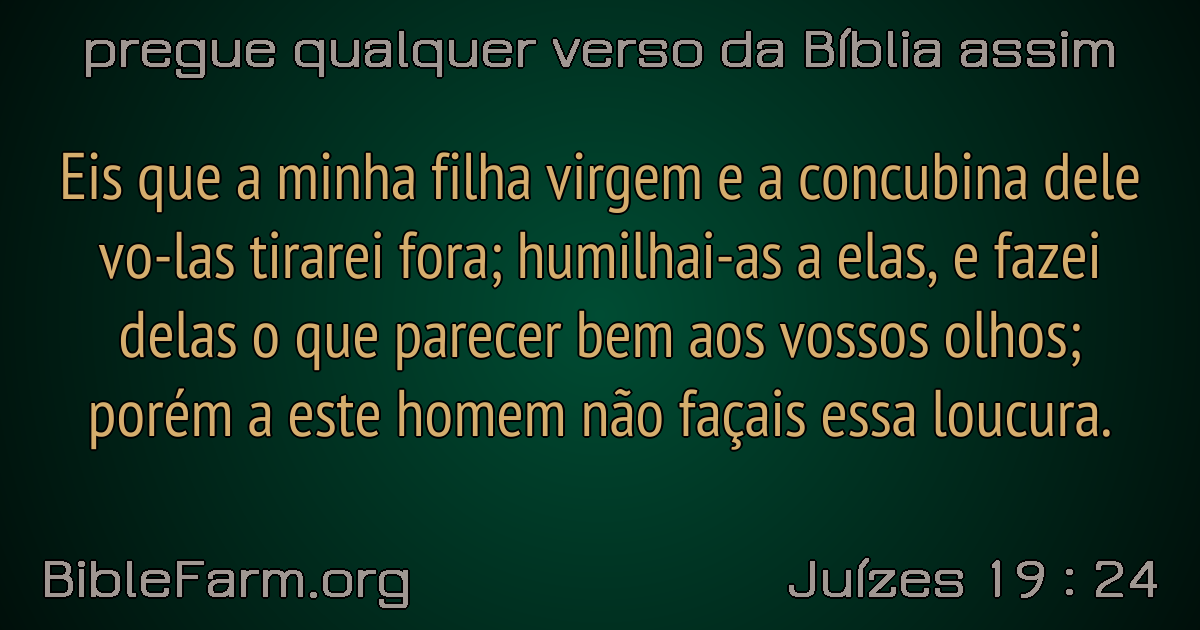 pregue qualquer verso da Bíblia assim
Eis que a minha filha virgem e a concubina dele
vo-las tirarei fora; humilhai-as a elas, e fazei
delas o que parecer bem aos vossos olhos;
porém a este homem não façais essa loucura.
BibleFarm.org
Juízes 19 : 24